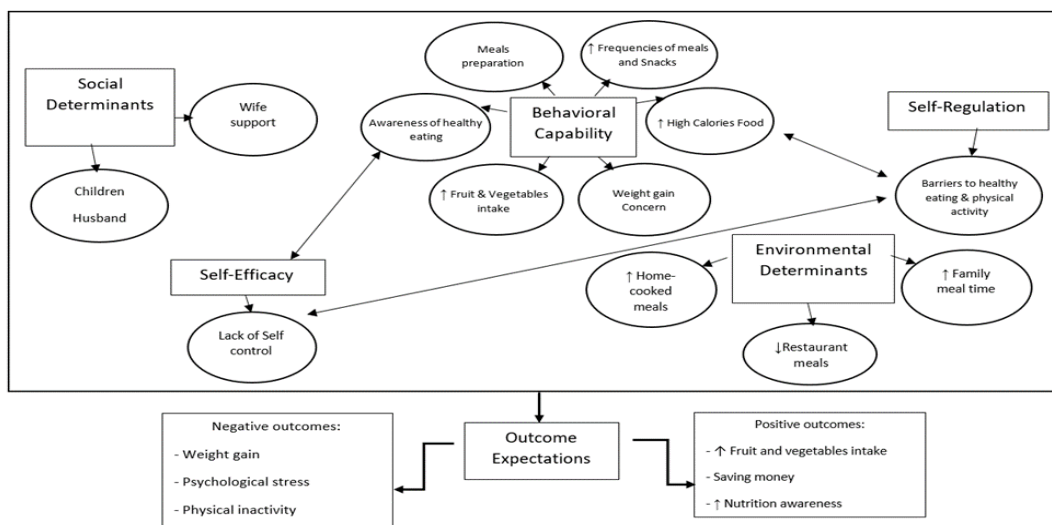 Social
Determinants
Wife
support
Children
Husband
Meals
preparation
↑ Frequencies of meals
and Snacks
Behavioral
Capability
Awareness of healthy
eating
↑ High Calories Food
↑ Fruit & Vegetables
intake
Weight gain
Concern
Self-Regulation
Barriers to healthy
eating & physical
activity
Self-Efficacy
Lack of Self
control
Environmental
Determinants
↑ Home-
cooked
meals
↑ Family
meal time
↓Restaurant
meals
Outcome
Expectations
Negative outcomes:
- Weight gain
- Psychological stress
- Physical inactivity
Positive outcomes:
- ↑ Fruit and vegetables intake
- Saving money
- ↑ Nutrition awareness